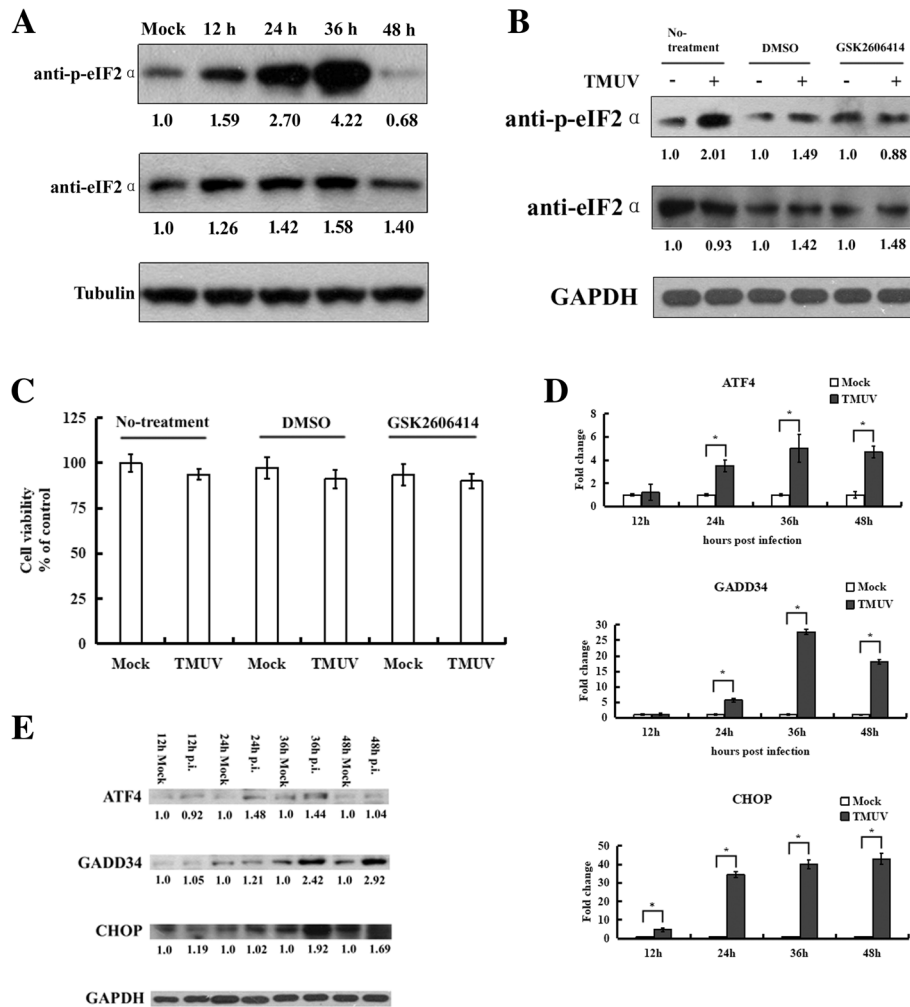 A
Mock 12 h 24 h 36 h 48 h
anti-p-eIF2 α
1.0 1.59 2.70 4.22 0.68
anti-eIF2 α
1.0 1.26 1.42 1.58 1.40
Tubulin
B
No-
treatment DMSO GSK2606414
TMUV - + - + - +
anti-p-eIF2 α
1.0 2.01 1.0 1.49 1.0 0.88
anti-eIF2 α
1.0 0.93 1.0 1.42 1.0 1.48
GAPDH
C
Cell viability
% of control
125
100
75
50
25
0
No-treatment DMSO GSK2606414
Mock TMUV Mock TMUV Mock TMUV
D
ATF4
Mock
TMUV
Fold change
8
6
4
2
0
* * *
12h 24h 36h 48h
hours post infection
GADD34
Mock
TMUV
Fold change
30
25
20
15
10
5
0
* * *
12h 24h 36h 48h
hours post infection
CHOP
Mock
TMUV
Fold change
50
40
30
20
10
0
* * * *
12h 24h 36h 48h
E
12h Mock 12h p.i. 24h Mock 24h p.i. 36h Mock 36h p.i. 48h Mock 48h p.i.
ATF4
1.0 0.92 1.0 1.48 1.0 1.44 1.0 1.04
GADD34
1.0 1.05 1.0 1.21 1.0 2.42 1.0 2.92
CHOP
1.0 1.19 1.0 1.02 1.0 1.92 1.0 1.69
GAPDH